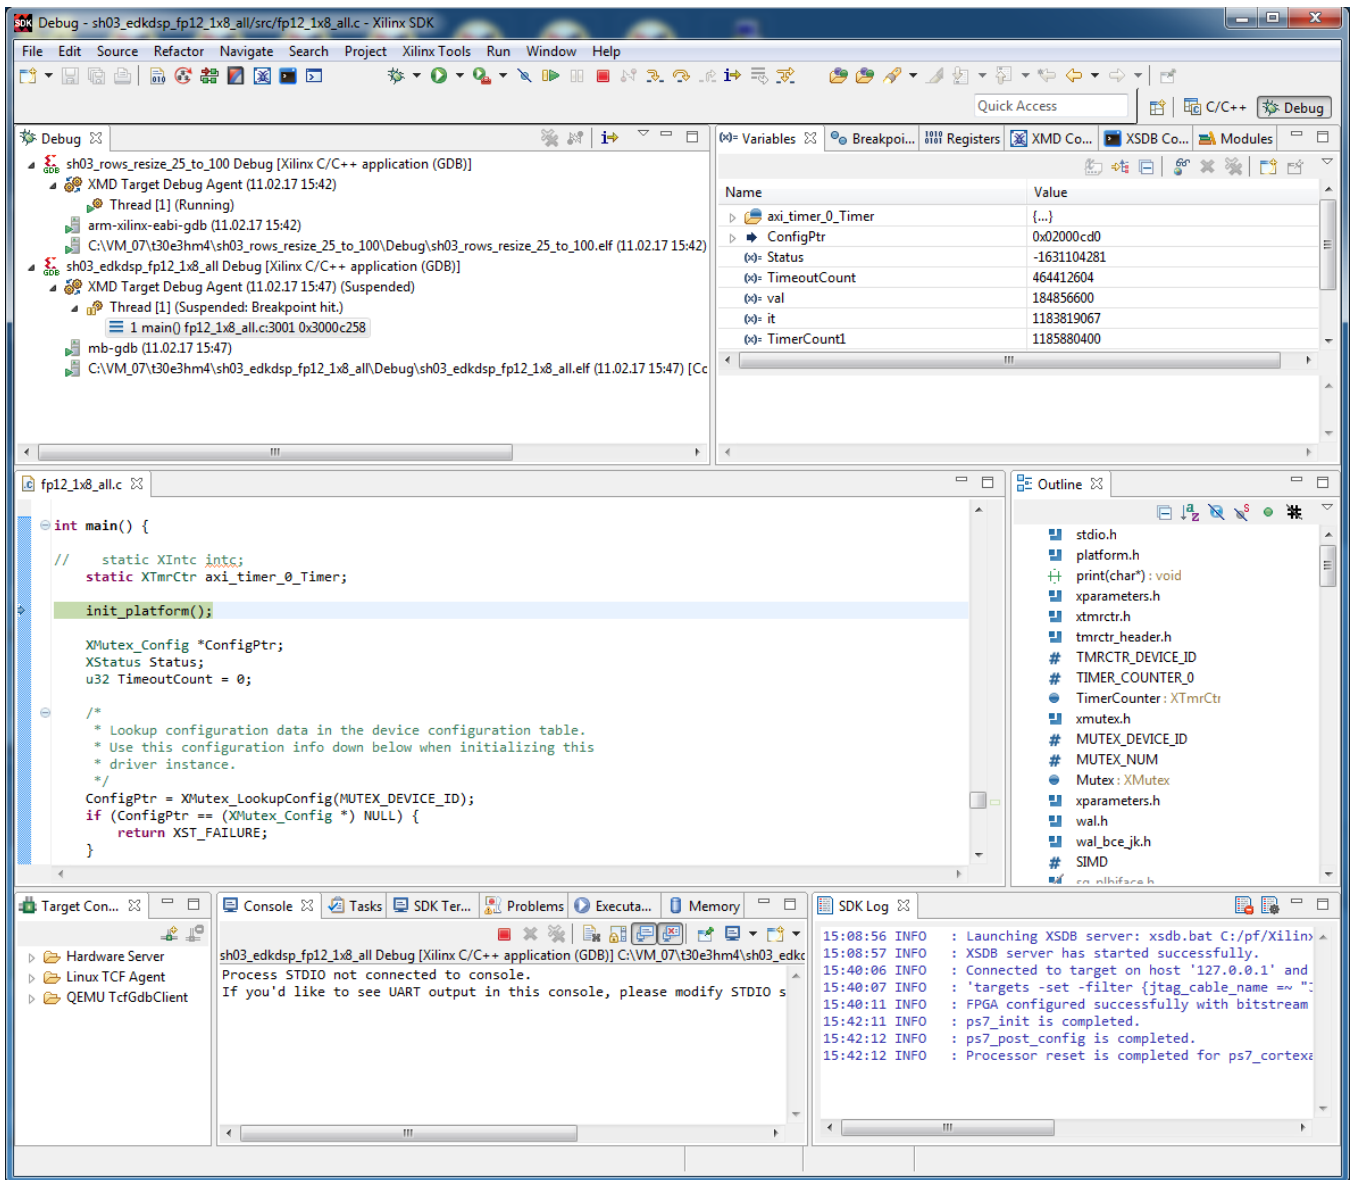 Debug - sh03_edkdsp_fp12_1x8_all/src/fp12_1x8_all.c - Xilinx SDK
File Edit Source Refactor Navigate Search Project Xilinx Tools Run Window Help
Quick Access
C/C++
Debug
Debug
sh03_rows_resize_25_to_100 Debug [Xilinx C/C++ application (GDB)]
XMD Target Debug Agent (11.02.17 15:42)
Thread [1] (Running)
arm-xilinx-eabi-gdb (11.02.17 15:42)
C:\VM_07\t30e3hm4\sh03_rows_resize_25_to_100\Debug\sh03_rows_resize_25_to_100.elf (11.02.17 15:42)
sh03_edkdsp_fp12_1x8_all Debug [Xilinx C/C++ application (GDB)]
XMD Target Debug Agent (11.02.17 15:47) (Suspended)
Thread [1] (Suspended: Breakpoint hit.)
1 main() fp12_1x8_all.c:3001 0x3000c258
mb-gdb (11.02.17 15:47)
C:\VM_07\t30e3hm4\sh03_edkdsp_fp12_1x8_all\Debug\sh03_edkdsp_fp12_1x8_all.elf (11.02.17 15:47) [Cc
(x)= Variables Breakpoi... Registers XMD Co... XSDB Co... Modules
Name Value
axi_timer_0_Timer {...}
ConfigPtr 0x02000cd0
(x)= Status -1631104281
(x)= TimeoutCount 464412604
(x)= val 184856600
(x)= it 1183819067
(x)= TimerCount1 1185880400
fp12_1x8_all.c
int main() {
// static XIntc intc;
static XTmrCtr axi_timer_0_Timer;
init_platform();
XMutex_Config *ConfigPtr;
XStatus Status;
u32 TimeoutCount = 0;
/*
* Lookup configuration data in the device configuration table.
* Use this configuration info down below when initializing this
* driver instance.
*/
ConfigPtr = XMutex_LookupConfig(MUTEX_DEVICE_ID);
if (ConfigPtr == (XMutex_Config *) NULL) {
return XST_FAILURE;
}
Outline
stdio.h
platform.h
print(char*) : void
xparameters.h
xtmrctr.h
tmrctr_header.h
# TMRCTR_DEVICE_ID
# TIMER_COUNTER_0
TimerCounter : XTmrCtr
xmutex.h
# MUTEX_DEVICE_ID
# MUTEX_NUM
Mutex : XMutex
xparameters.h
wal.h
wal_bce_jk.h
# SIMD
Target Con...
Hardware Server
Linux TCF Agent
QEMU TcfGdbClient
Console Tasks SDK Ter... Problems Executa... Memory
sh03_edkdsp_fp12_1x8_all Debug [Xilinx C/C++ application (GDB)] C:\VM_07\t30e3hm4\sh03_edkc
Process STDIO not connected to console.
If you'd like to see UART output in this console, please modify STDIO s
SDK Log
15:08:56 INFO : Launching XSDB server: xsdb.bat C:/pf/Xilin
15:08:57 INFO : XSDB server has started successfully.
15:40:06 INFO : Connected to target on host '127.0.0.1' and
15:40:07 INFO : 'targets -set -filter {jtag_cable_name =~ "
15:40:11 INFO : FPGA configured successfully with bitstream
15:42:11 INFO : ps7_init is completed.
15:42:12 INFO : ps7_post_config is completed.
15:42:12 INFO : Processor reset is completed for ps7_cortexa